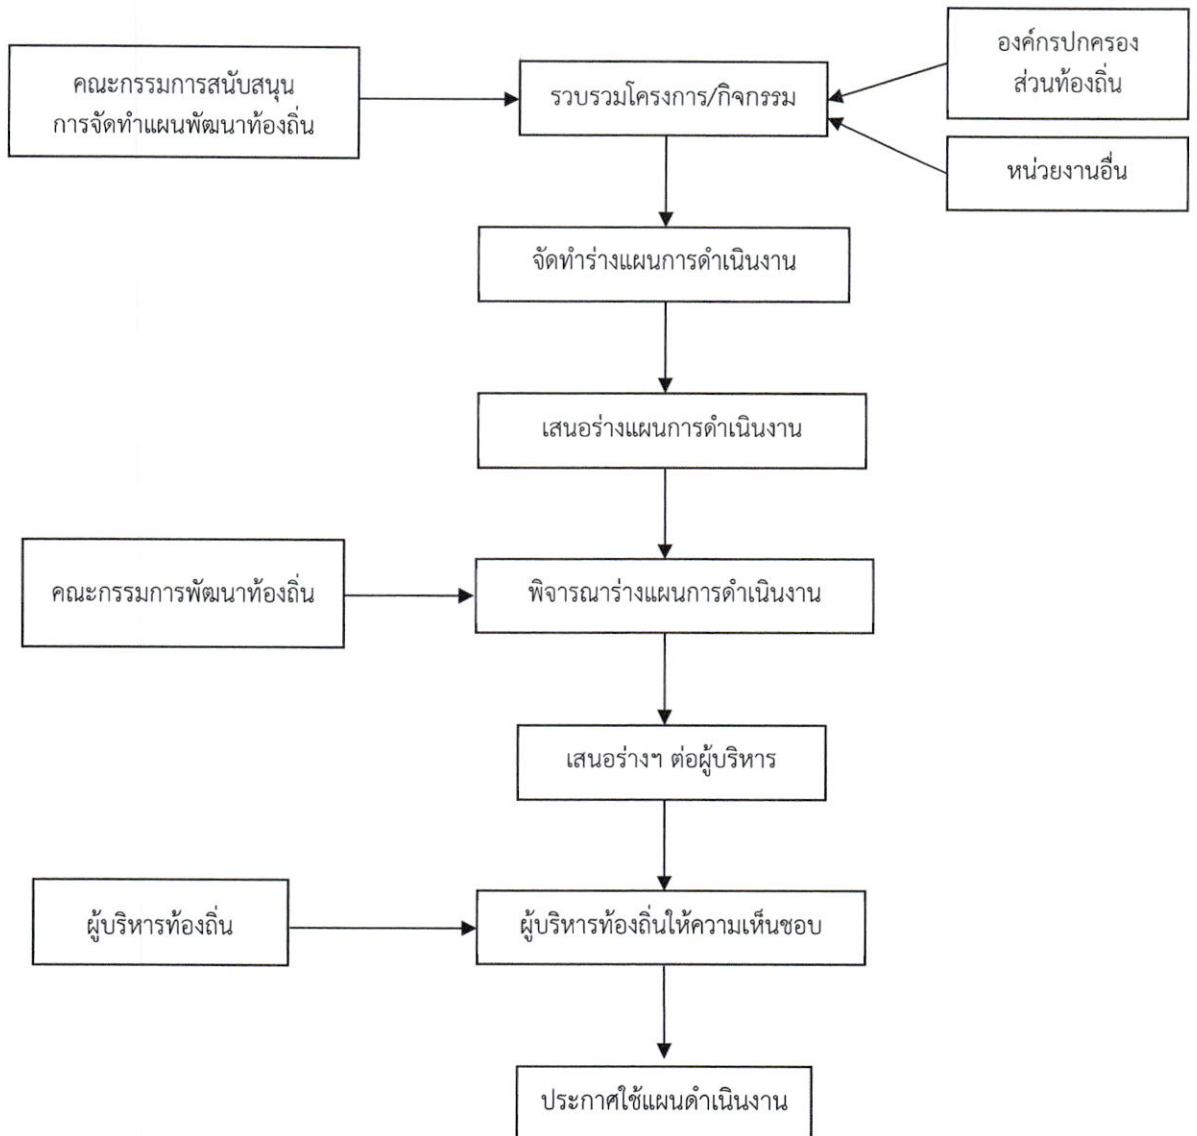 องค์กรปกครอง
ส่วนท้องถิ่น
คณะกรรมการสนับสนุน
การจัดทำแผนพัฒนาท้องถิ่น
รวบรวมโครงการ/กิจกรรม
หน่วยงานอื่น
จัดทำร่างแผนการดำเนินงาน
เสนอร่างแผนการดำเนินงาน
คณะกรรมการพัฒนาท้องถิ่น
พิจารณาร่างแผนการดำเนินงาน
เสนอร่างฯ ต่อผู้บริหาร
ผู้บริหารท้องถิ่น
ผู้บริหารท้องถิ่นให้ความเห็นชอบ
ประกาศใช้แผนดำเนินงาน